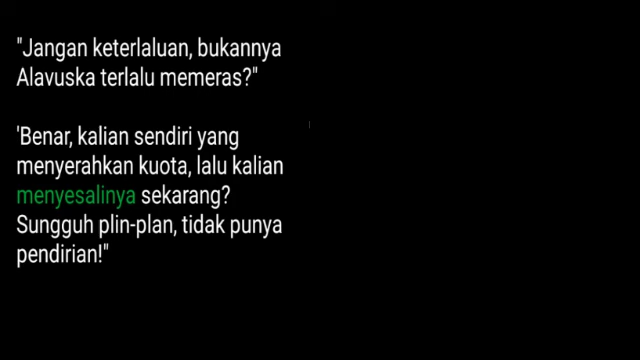 "Jangan keterlaluan, bukannya
Alavuska terlalu memeras?"
'Benar, kalian sendiri yang
menyerahkan kuota, lalu kalian
menyesalinya sekarang?
Sungguh plin-plan, tidak punya
pendirian!"